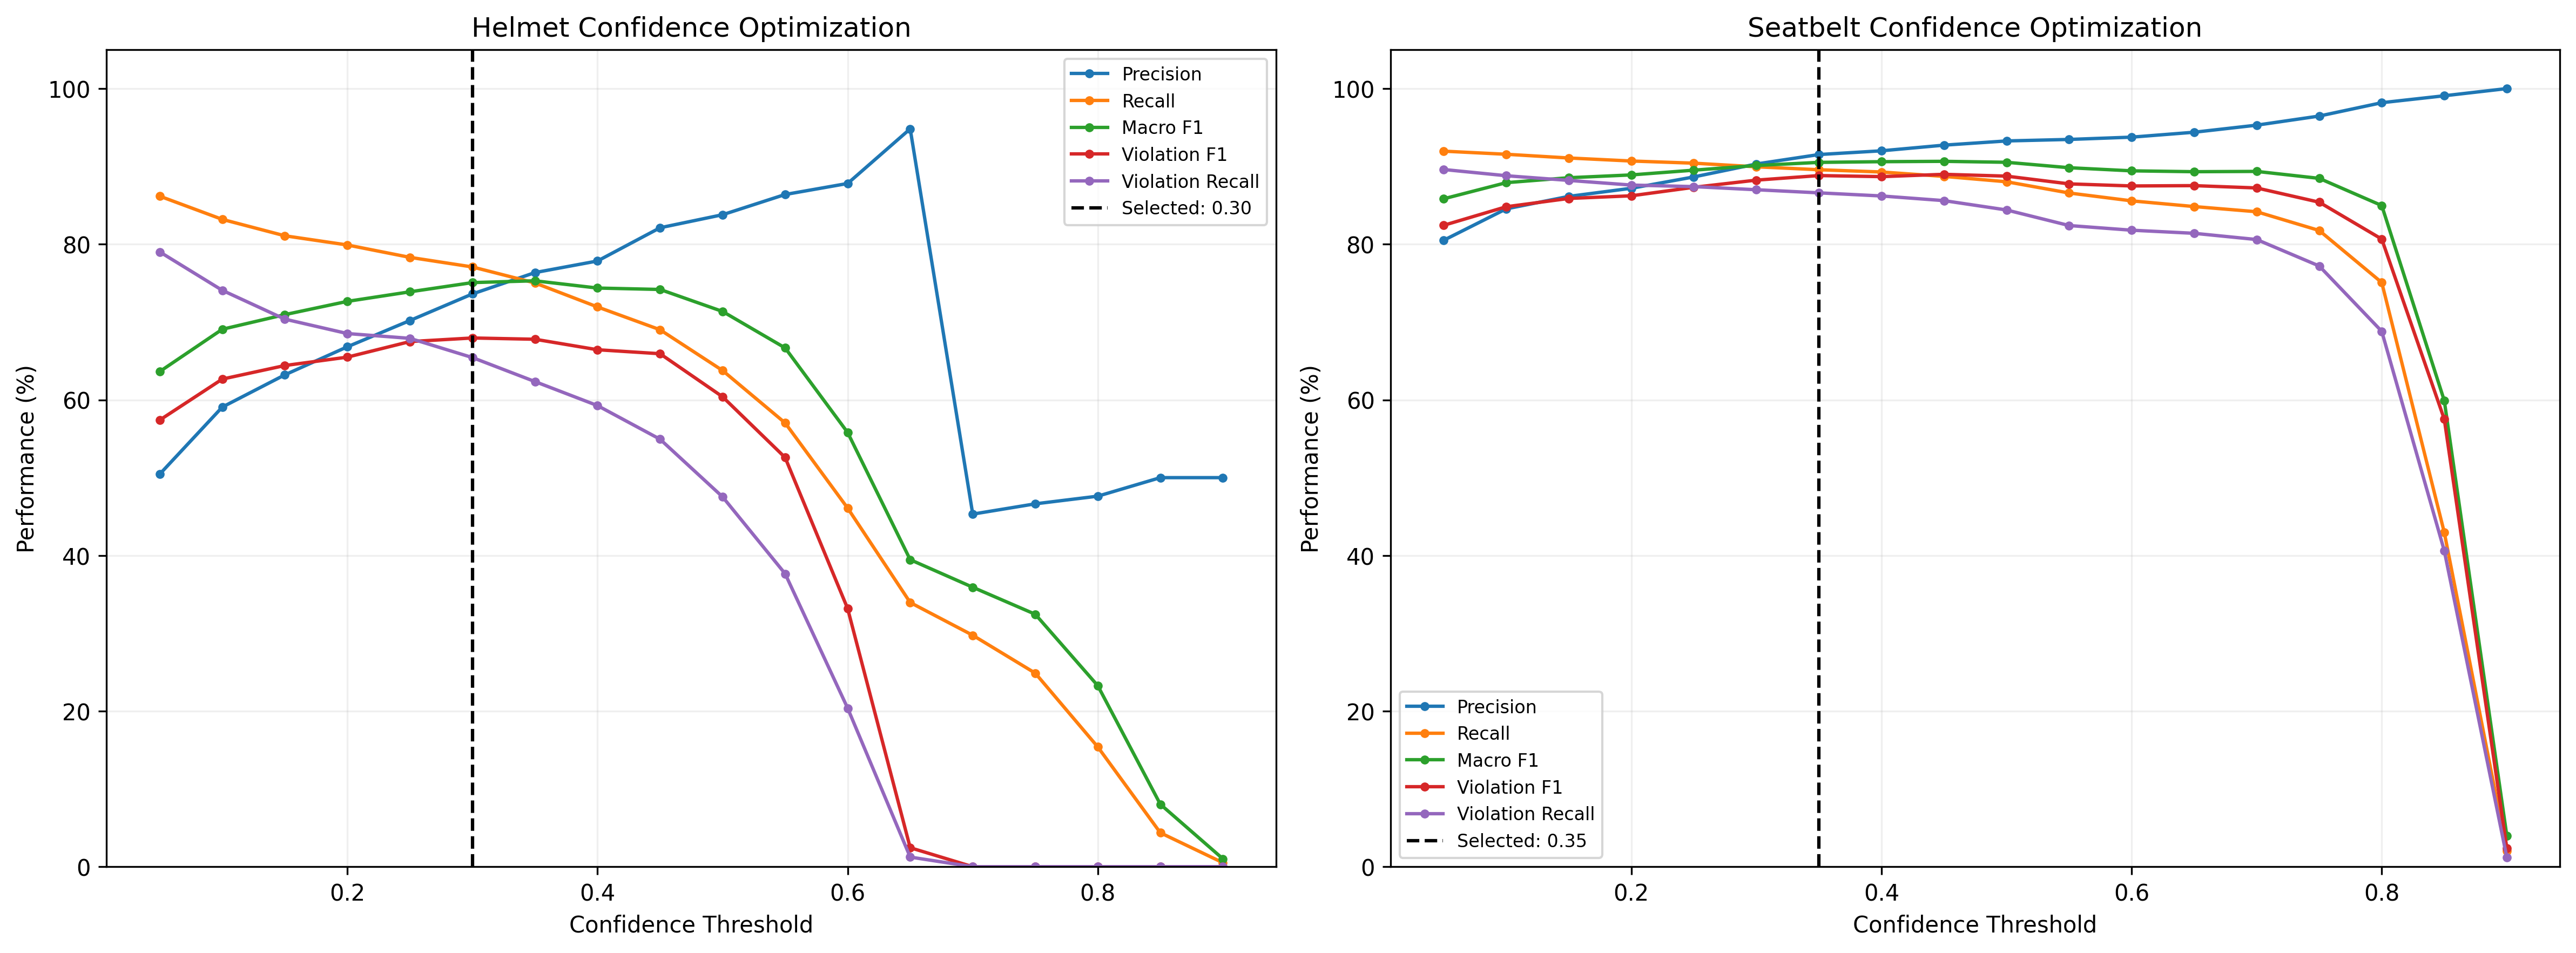 Helmet Confidence Optimization
Performance (%)
100
80
60
40
20
0
0.2 0.4 0.6 0.8
Confidence Threshold
Precision
Recall
Macro F1
Violation F1
Violation Recall
Selected: 0.30
Seatbelt Confidence Optimization
Performance (%)
100
80
60
40
20
0
0.2 0.4 0.6 0.8
Confidence Threshold
Precision
Recall
Macro F1
Violation F1
Violation Recall
Selected: 0.35